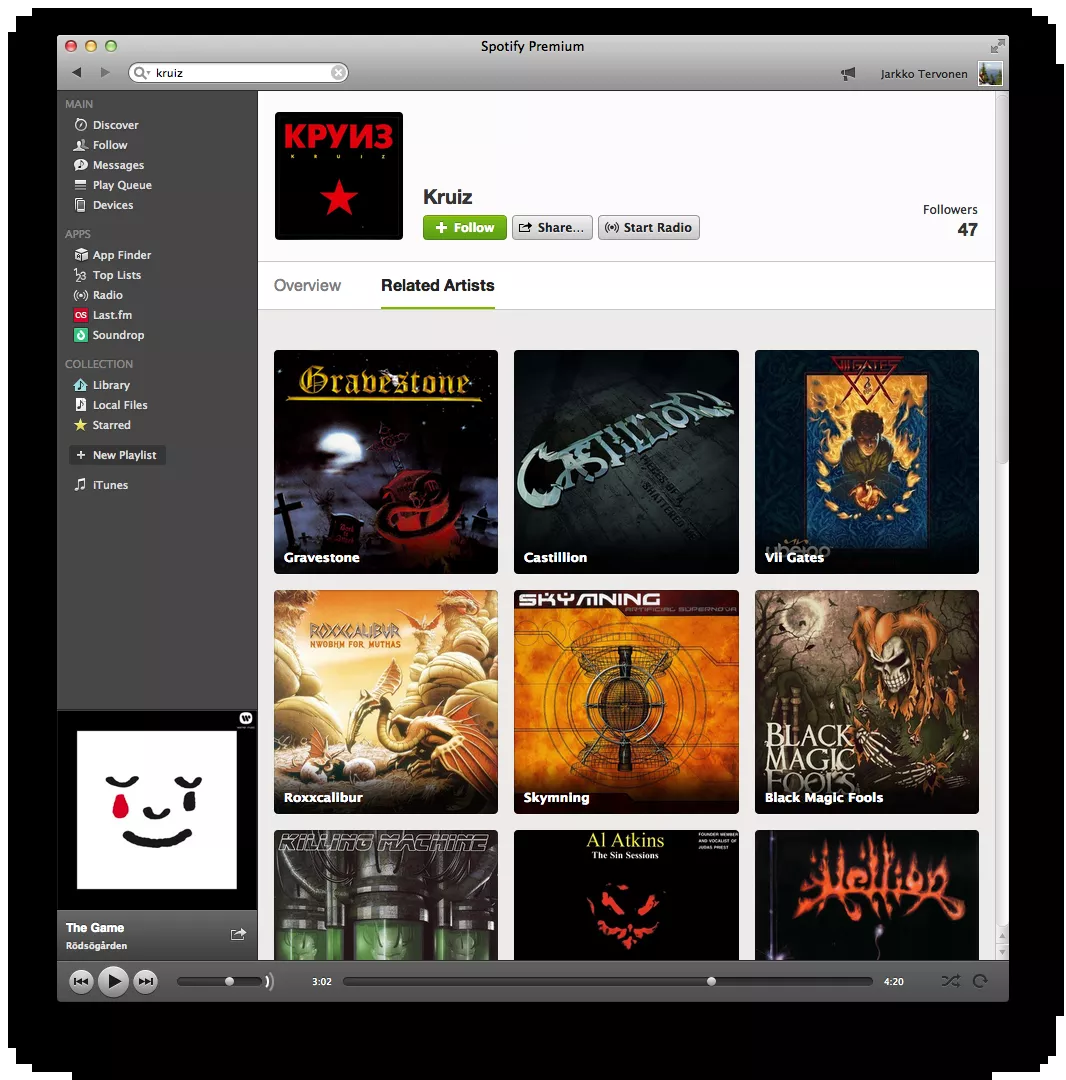 Spotify Premium
kruiz
Jarkko Tervonen
MAIN
Discover
Follow
Messages
Play Queue
Devices
APPS
App Finder
Top Lists
Radio
Last.fm
Soundrop
COLLECTION
Library
Local Files
Starred
+ New Playlist
iTunes
КРУИЗ
K R U I Z
Kruiz
+ Follow
Share...
Start Radio
Followers
47
Overview
Related Artists
Gravestone
Gravestone
Castillion
Castillion
VII GATES
Vii Gates
ROXXCALIBUR
NWOBHM FOR MUTHAS
Roxxcalibur
SKYMNING
ARTIFICIAL SUPERNOVA
Skymning
BLACK
MAGIC
FOOLS
Black Magic Fools
KILLING MACHINE
Al Atkins
The Sin Sessions
FOUNDER MEMBER
AND VOCALIST OF
JUDAS PRIEST
Hellion
The Game
Rödsögården
3:02
4:20